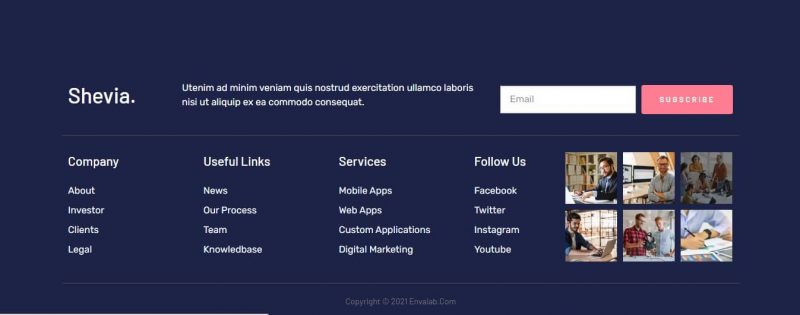 Shevia.
Utenim ad minim veniam quis nostrud exercitation ullamco laboris
nisi ut aliquip ex ea commodo consequat.
Email
SUBSCRIBE
Company
About
Investor
Clients
Legal
Useful Links
News
Our Process
Team
Knowledbase
Services
Mobile Apps
Web Apps
Custom Applications
Digital Marketing
Follow Us
Facebook
Twitter
Instagram
Youtube
Copyright © 2021 Envalab.Com